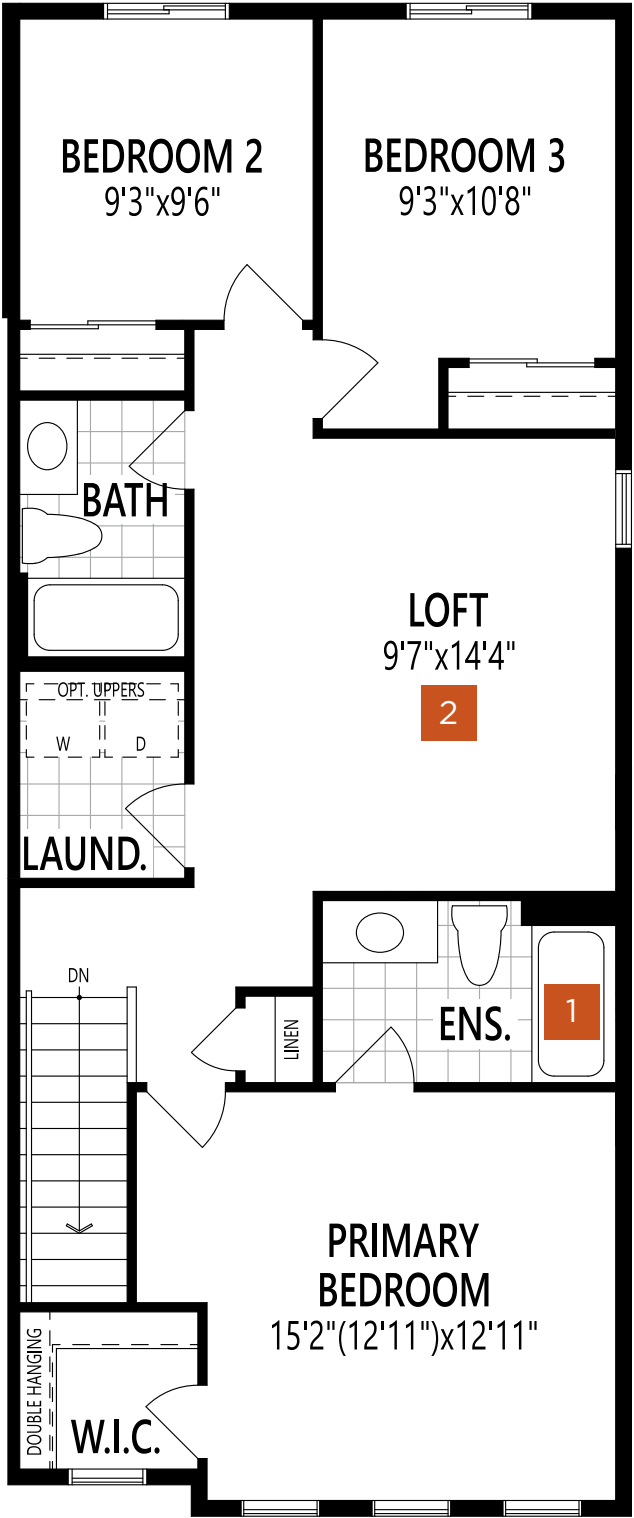 BEDROOM 2
9'3"x9'6"
BEDROOM 3
9'3"x10'8"
BATH
LOFT
9'7"x14'4"
2
OPT. UPPERS
W
D
LAUND.
DN
LINEN
ENS.
1
PRIMARY
BEDROOM
15'2"(12'11")x12'11"
DOUBLE HANGING
W.I.C.